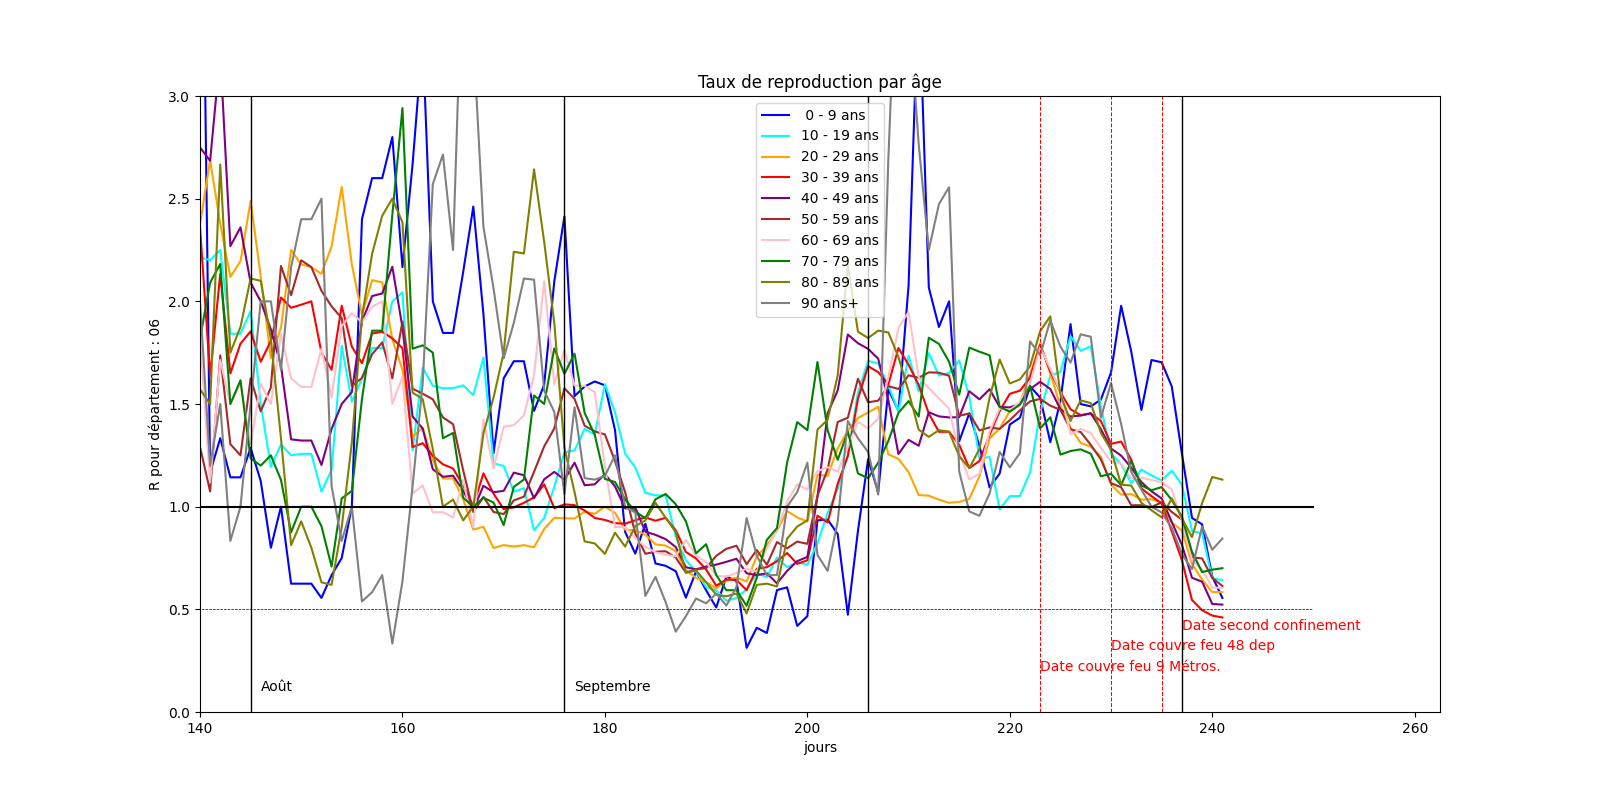 Taux de reproduction par âge
R pour département : 06
3.0
2.5
2.0
1.5
1.0
0.5
0.0
0 - 9 ans
10 - 19 ans
20 - 29 ans
30 - 39 ans
40 - 49 ans
50 - 59 ans
60 - 69 ans
70 - 79 ans
80 - 89 ans
90 ans+
Date second confinement
Date couvre feu 48 dep
Date couvre feu 9 Métros.
Août
Septembre
140 160 180 200 220 240 260
jours